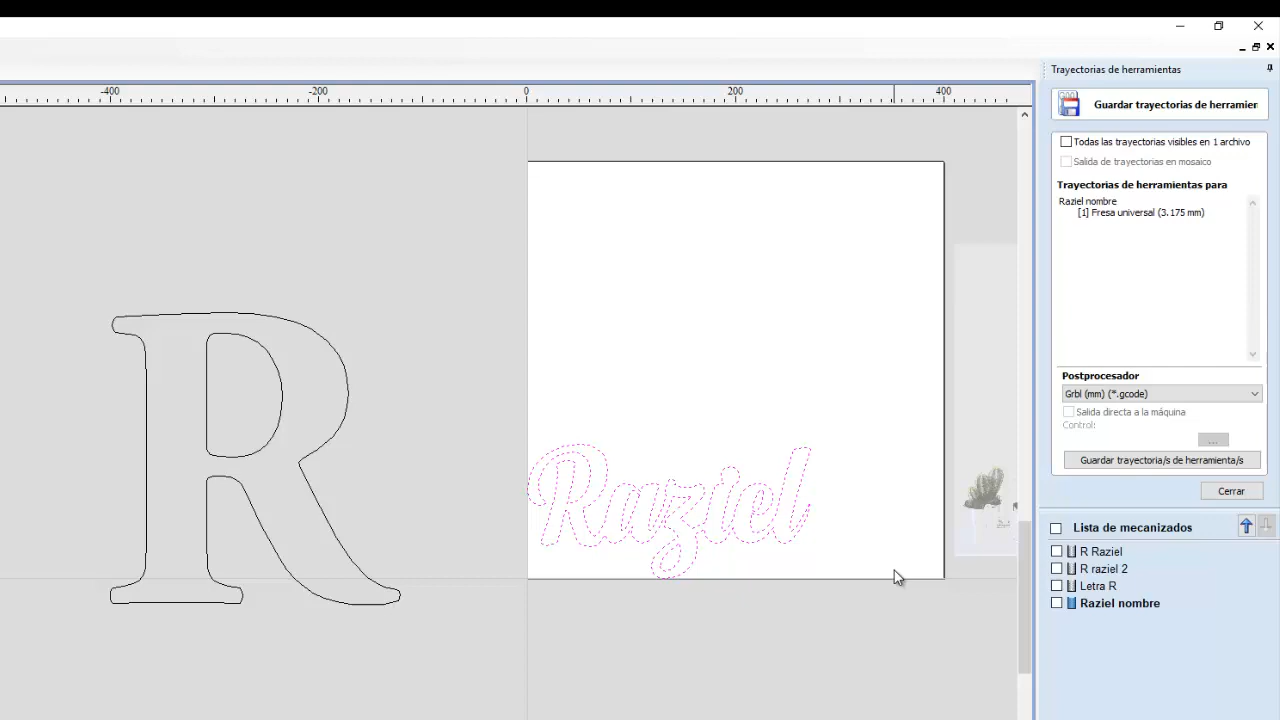 Trayectorias de herramientas
-400 -200 0 200 400
Guardar trayectorias de herramien
Todas las trayectorias visibles en 1 archivo
Salida de trayectorias en mosaico
Trayectorias de herramientas para
Raziel nombre
[1] Fresa universal (3.175 mm)
R
Raziel
Postprocesador
Grbl (mm) (*.gcode)
Salida directa a la máquina
Control:
...
Guardar trayectoria/s de herramienta/s
Cerrar
Lista de mecanizados
R Raziel
R raziel 2
Letra R
Raziel nombre